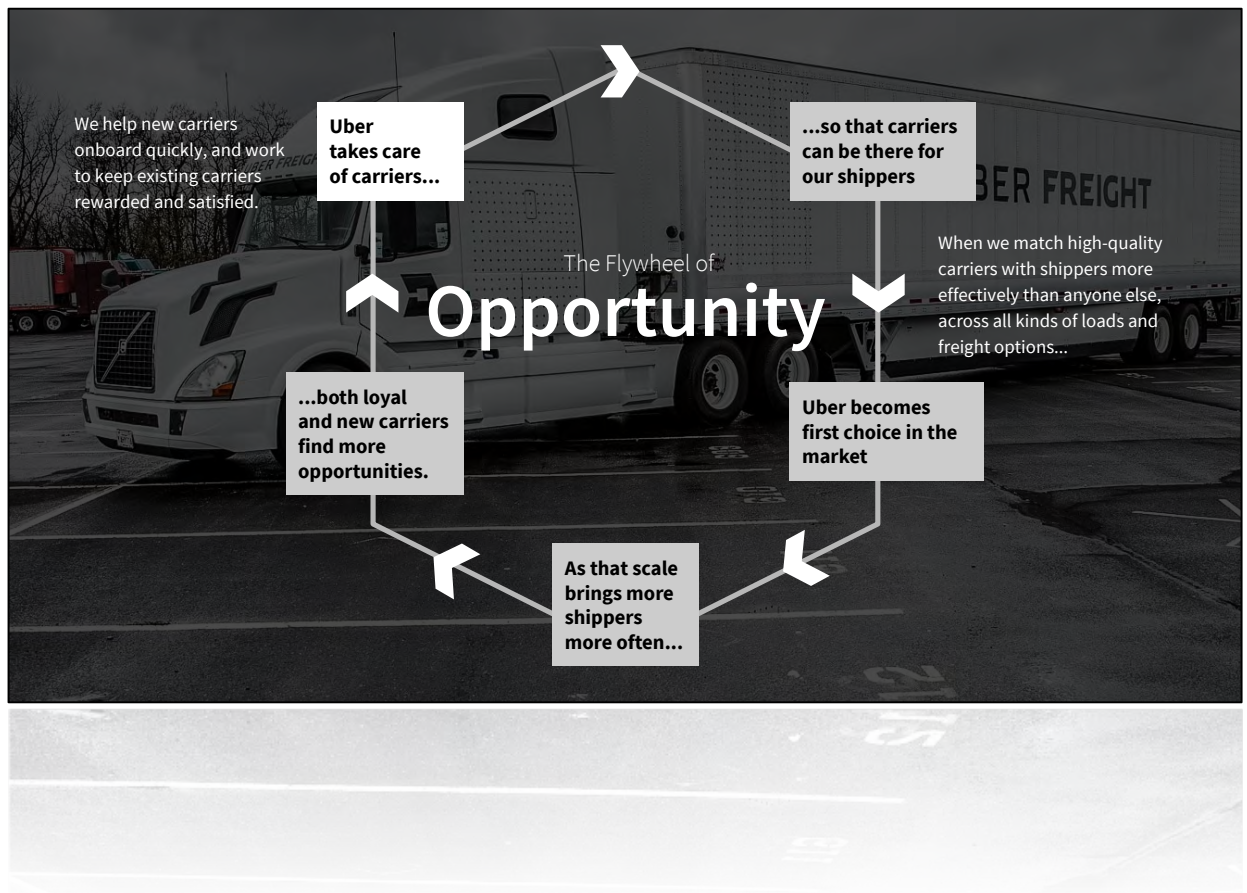 We help new carriers
onboard quickly, and work
to keep existing carriers
rewarded and satisfied.
Uber
takes care
of carriers...
...so that carriers
can be there for
our shippers
BER FREIGHT
UBER FREIGHT
When we match high-quality
carriers with shippers more
effectively than anyone else,
across all kinds of loads and
freight options...
The Flywheel of
Opportunity
...both loyal
and new carriers
find more
opportunities.
Uber becomes
first choice in the
market
As that scale
brings more
shippers
more often...